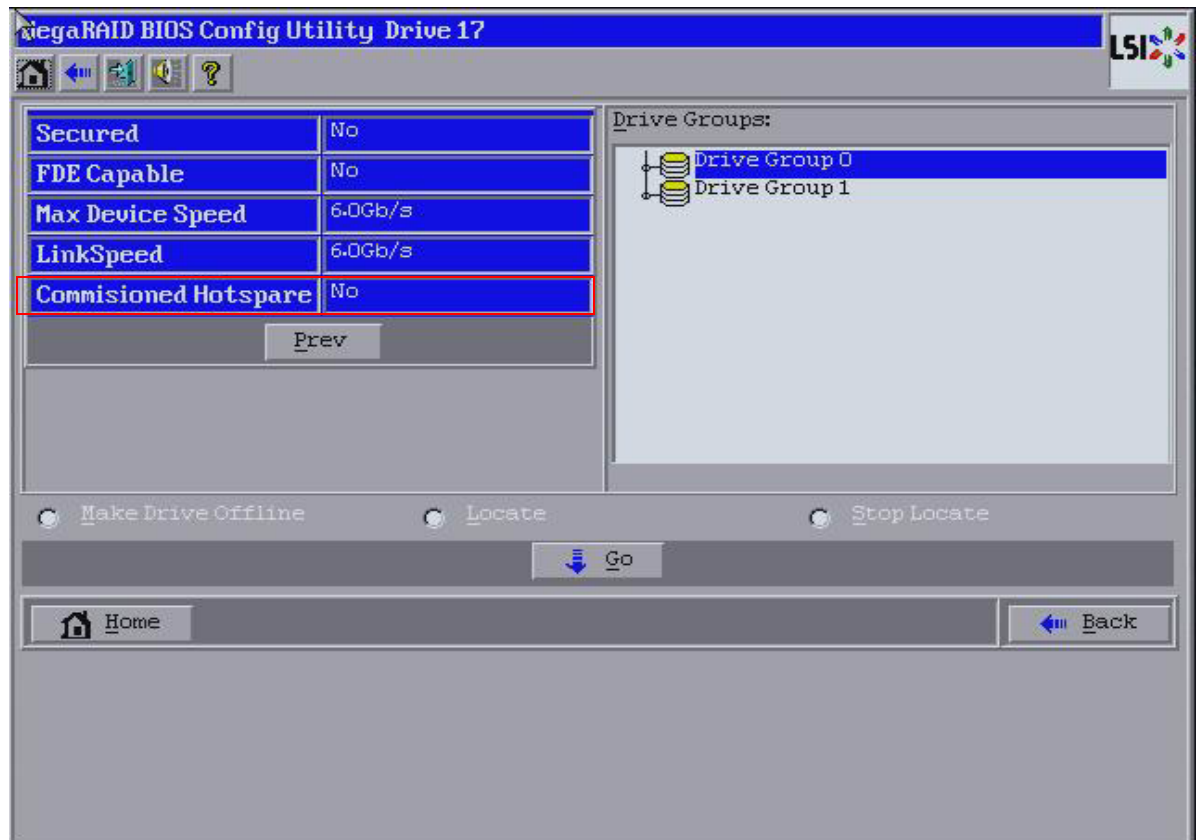 MegaRAID BIOS Config Utility Drive 17
LSI
Secured No
FDE Capable No
Max Device Speed 6.0Gb/s
LinkSpeed 6.0Gb/s
Commisioned Hotspare No
Prev
Drive Groups:
Drive Group 0
Drive Group 1
Make Drive Offline Locate Stop Locate
Go
Home Back